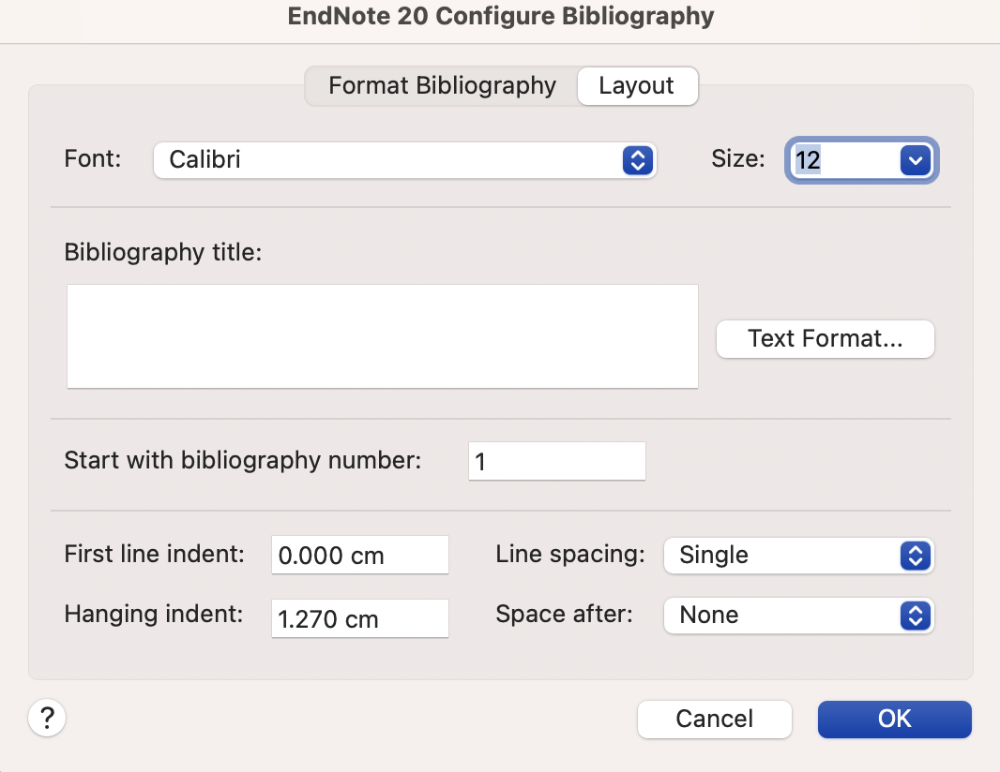 EndNote 20 Configure Bibliography
Format Bibliography Layout
Font: Calibri Size: 12
Bibliography title:
Text Format...
Start with bibliography number: 1
First line indent: 0.000 cm Line spacing: Single
Hanging indent: 1.270 cm Space after: None
? Cancel OK